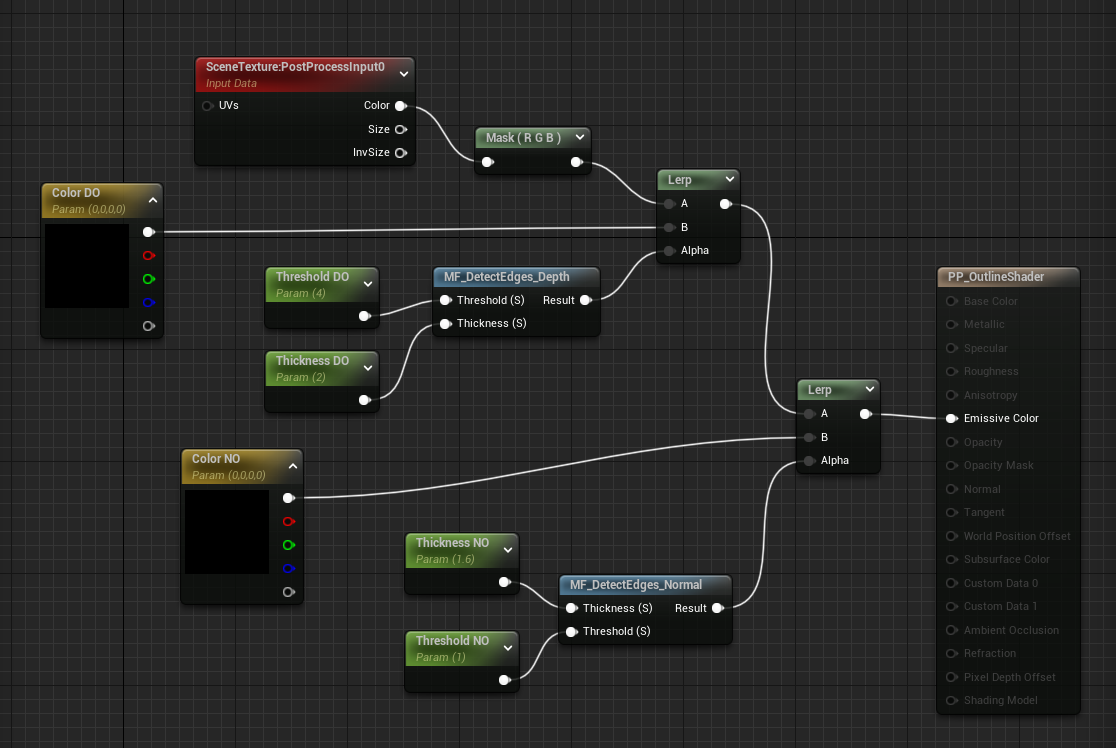 SceneTexture:PostProcessInput0
Input Data
UVs Color
Size
InvSize
Mask ( R G B )
Lerp
A
B
Alpha
Color DO
Param (0,0,0,0)
Threshold DO
Param (4)
MF_DetectEdges_Depth
Threshold (S) Result
Thickness (S)
Thickness DO
Param (2)
Lerp
A
B
Alpha
Color NO
Param (0,0,0,0)
Thickness NO
Param (1.6)
MF_DetectEdges_Normal
Thickness (S) Result
Threshold (S)
Threshold NO
Param (1)
PP_OutlineShader
Base Color
Metallic
Specular
Roughness
Anisotropy
Emissive Color
Opacity
Opacity Mask
Normal
Tangent
World Position Offset
Subsurface Color
Custom Data 0
Custom Data 1
Ambient Occlusion
Refraction
Pixel Depth Offset
Shading Model